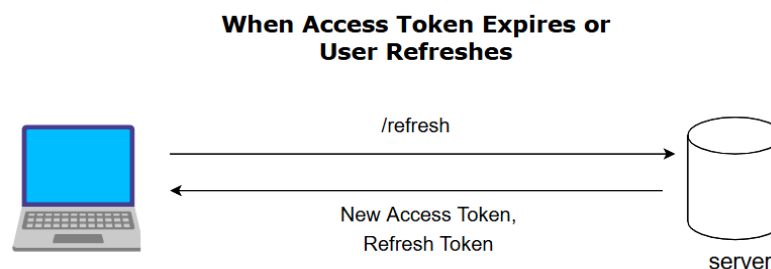 When Access Token Expires or
User Refreshes
/refresh
New Access Token,
Refresh Token
server